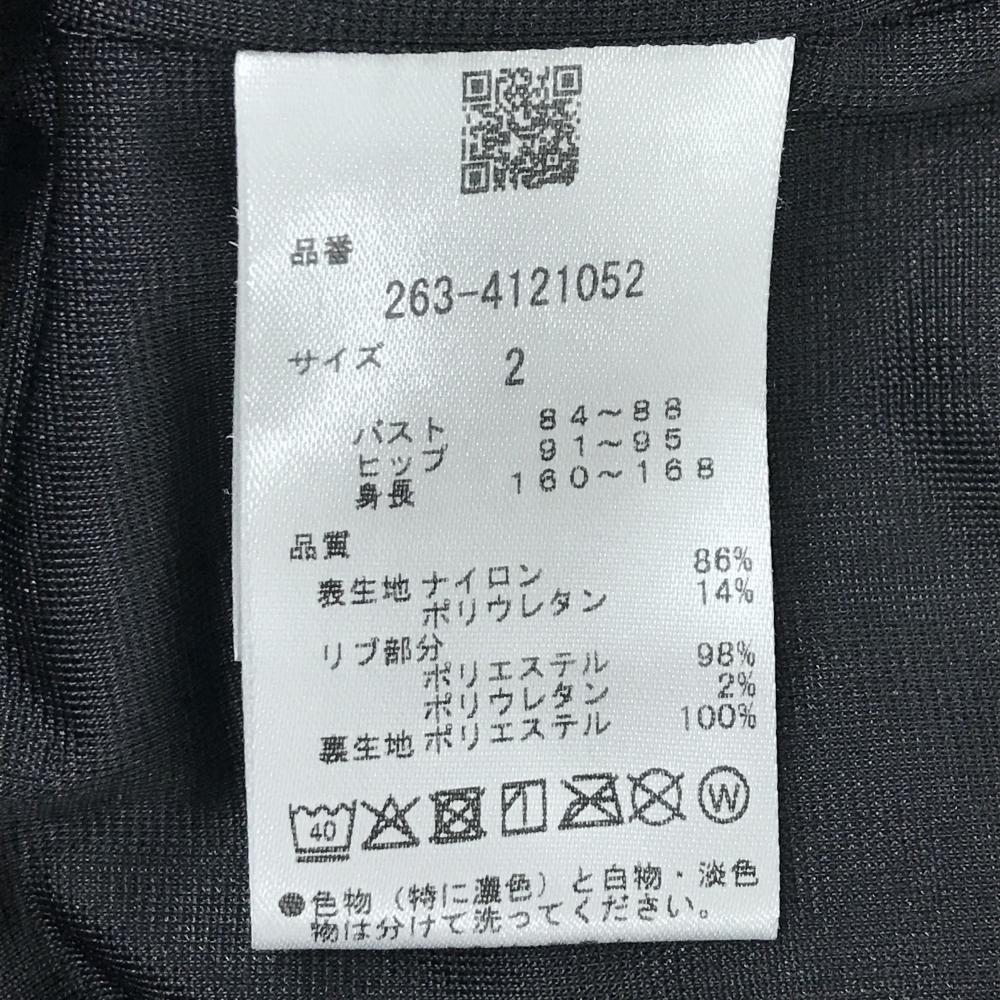 品番
263-4121052
サイズ 2
バスト 84～88
ヒップ 91～95
身長 160～168
品質
表生地 ナイロン 86%
ポリウレタン 14%
リブ部分
ポリエステル 98%
ポリウレタン 2%
裏生地 ポリエステル 100%
40 W
●色物（特に濃色）と白物・淡色
物は分けて洗ってください。